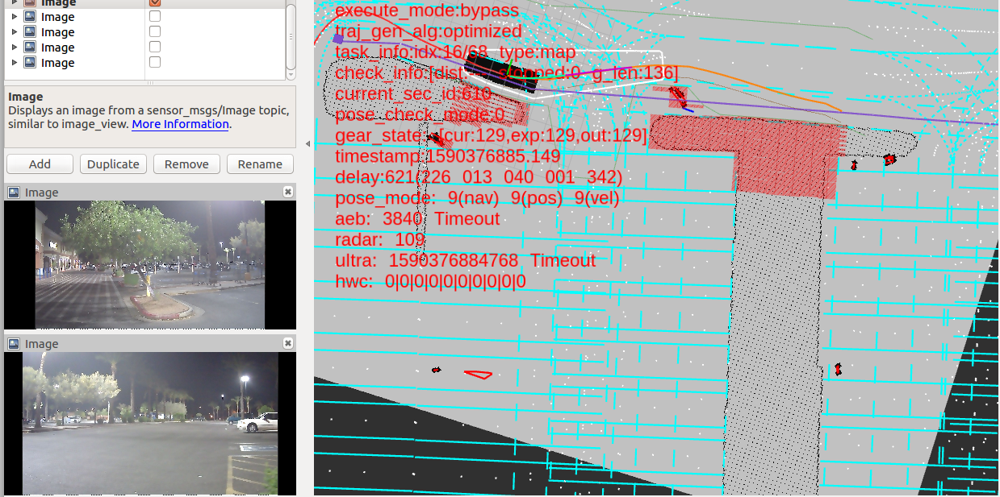 Image
Image
Image
Image
Image
Image
Displays an image from a sensor_msgs/Image topic,
similar to image_view. More Information.
Add Duplicate Remove Rename
Image
Image
execute_mode:bypass
traj_gen_alg:optimized
task_info:idx:16/68 type:map
check_info:[dist:--- stopped:0 g_len:136]
current_sec_id:610
pose_check_mode:0
gear_state: [cur:129,exp:129,out:129]
timestamp:1590376885.149
delay:621(226 013 040 001 342)
pose_mode: 9(nav) 9(pos) 9(vel)
aeb: 3840 Timeout
radar: 109
ultra: 1590376884768 Timeout
hwc: 0|0|0|0|0|0|0|0|0|0